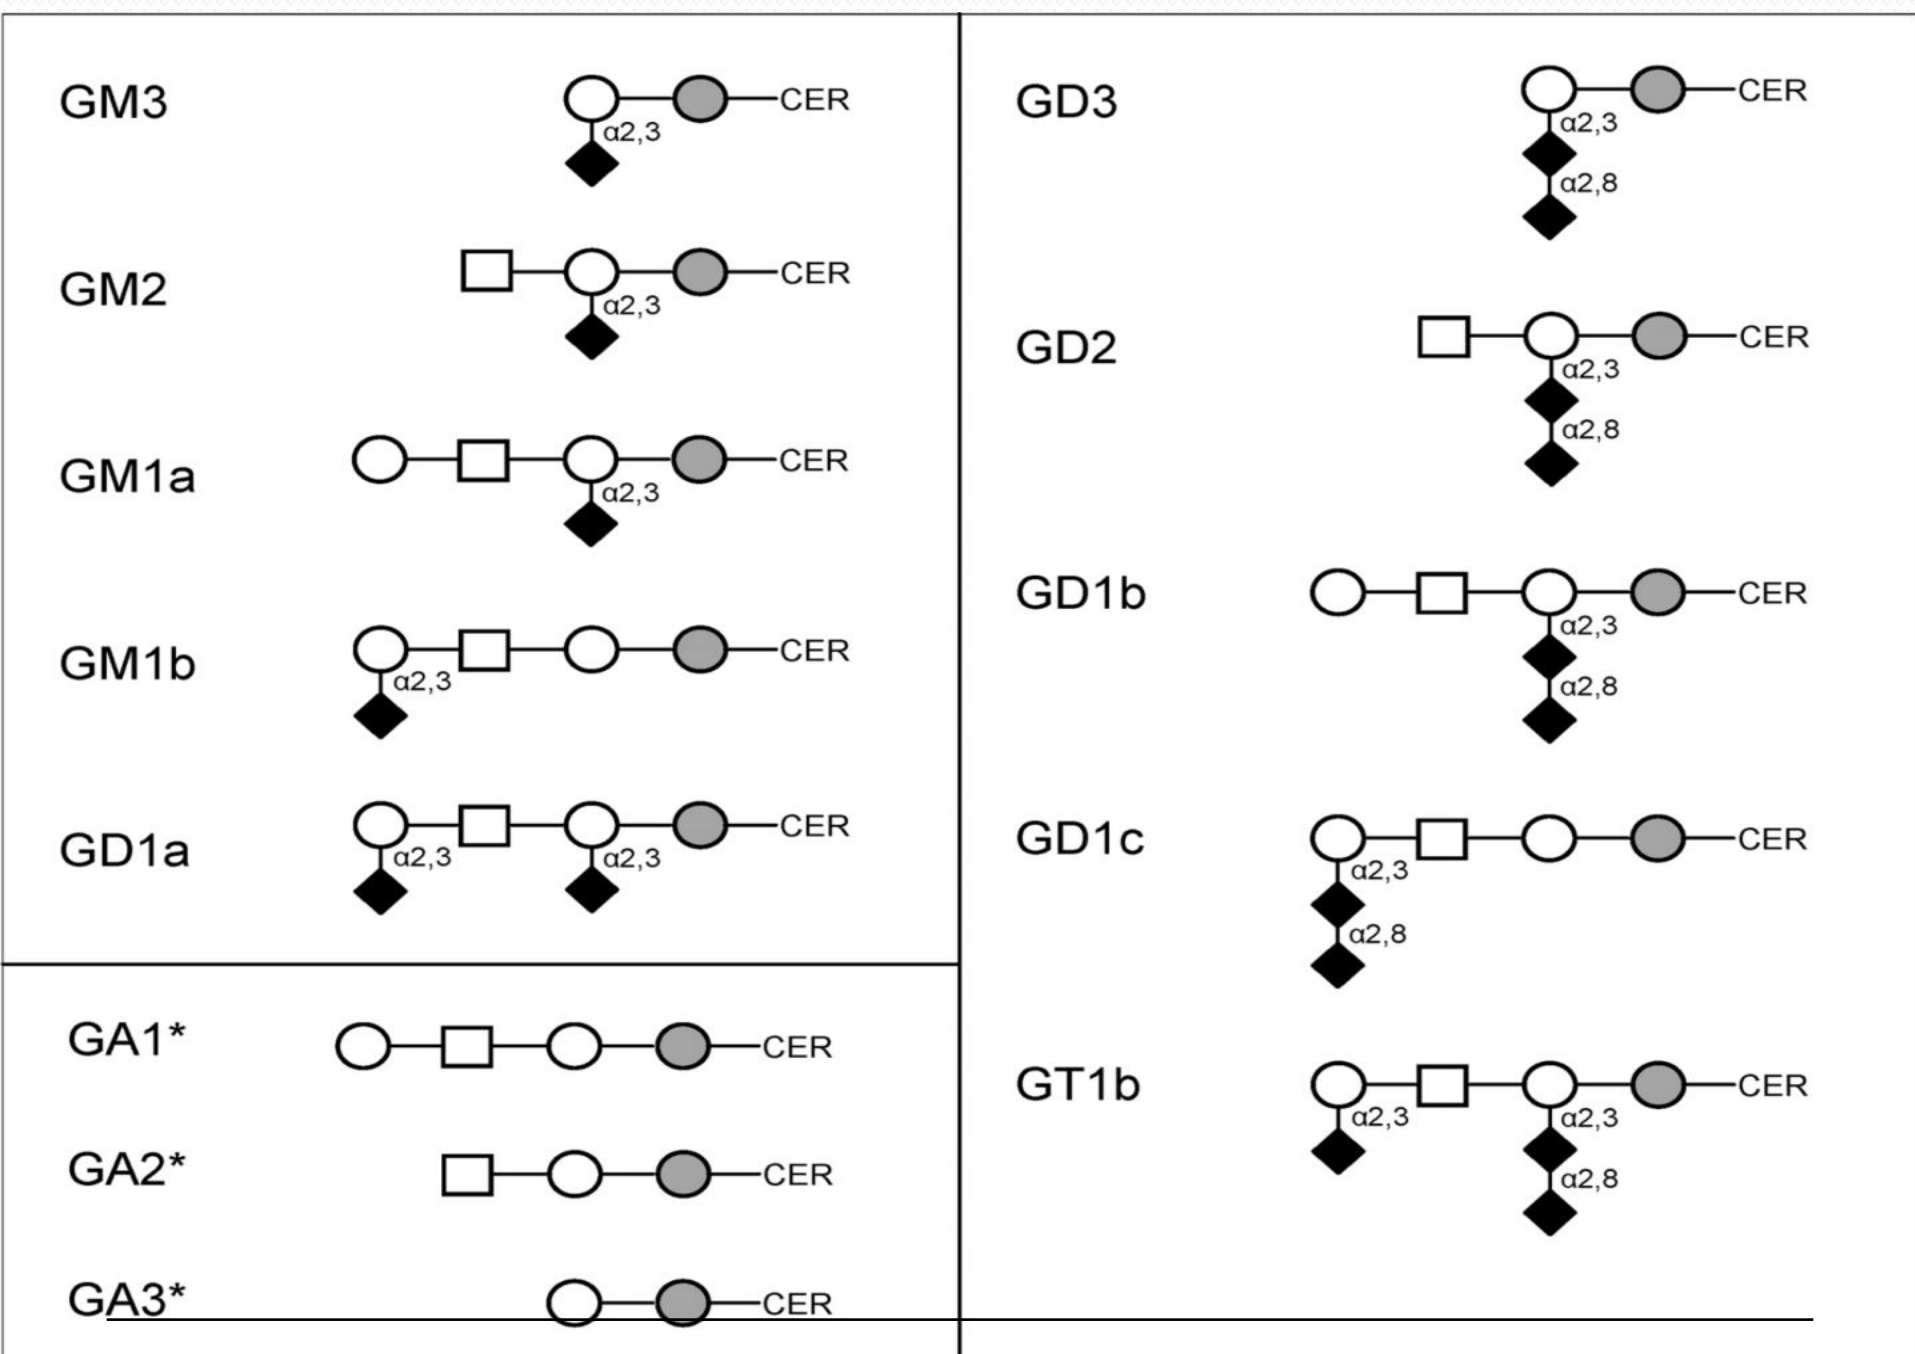 GM3
CER
α2,3
GM2
CER
α2,3
GM1a
CER
α2,3
GM1b
CER
α2,3
GD1a
CER
α2,3
α2,3
GA1*
CER
GA2*
CER
GA3*
CER
GD3
CER
α2,3
α2,8
GD2
CER
α2,3
α2,8
GD1b
CER
α2,3
α2,8
GD1c
CER
α2,3
α2,8
GT1b
CER
α2,3
α2,3
α2,8